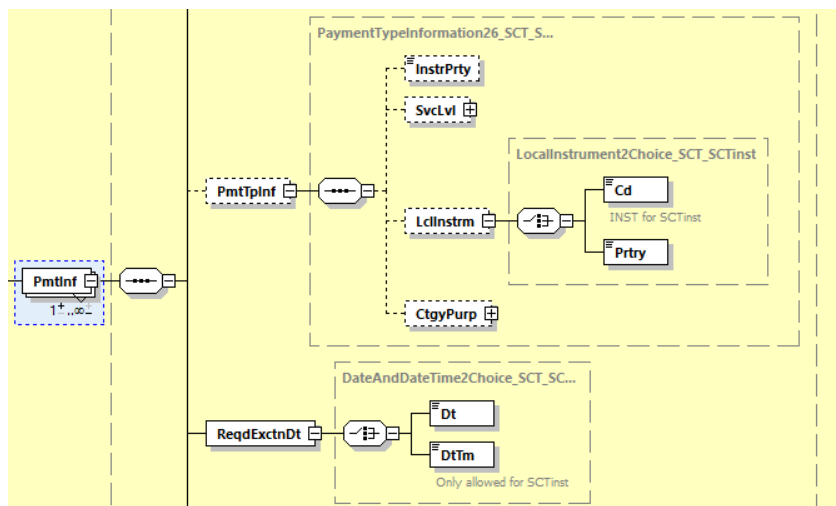 PaymentTypeInformation26_SCT_S...
InstrPrty
SvcLvl
LocalInstrument2Choice_SCT_SCTinst
Cd
INST for SCTinst
PmtTpInf
LclInstrm
Prtry
PmtInf
1..∞
CtgyPurp
DateAndDateTime2Choice_SCT_SC...
Dt
ReqdExctnDt
DtTm
Only allowed for SCTinst